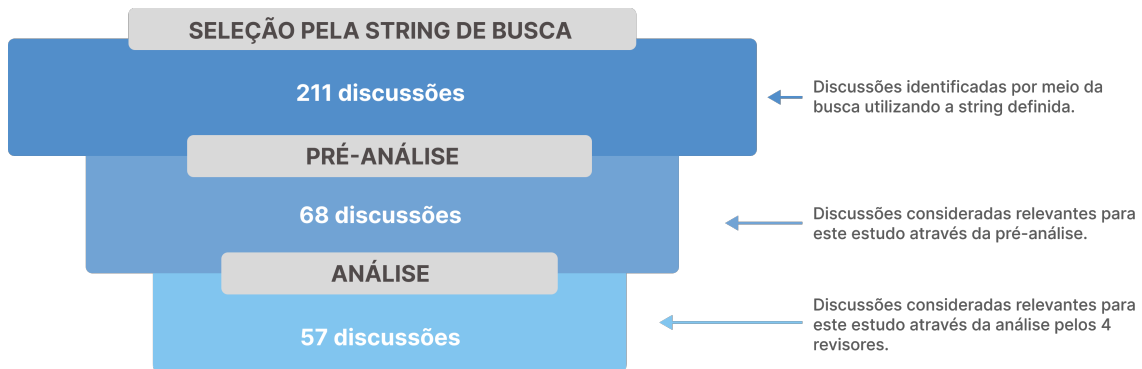 SELEÇÃO PELA STRING DE BUSCA
211 discussões
Discussões identificadas por meio da
busca utilizando a string definida.
PRÉ-ANÁLISE
68 discussões
Discussões consideradas relevantes para
este estudo através da pré-análise.
ANÁLISE
57 discussões
Discussões consideradas relevantes para
este estudo através da análise pelos 4
revisores.